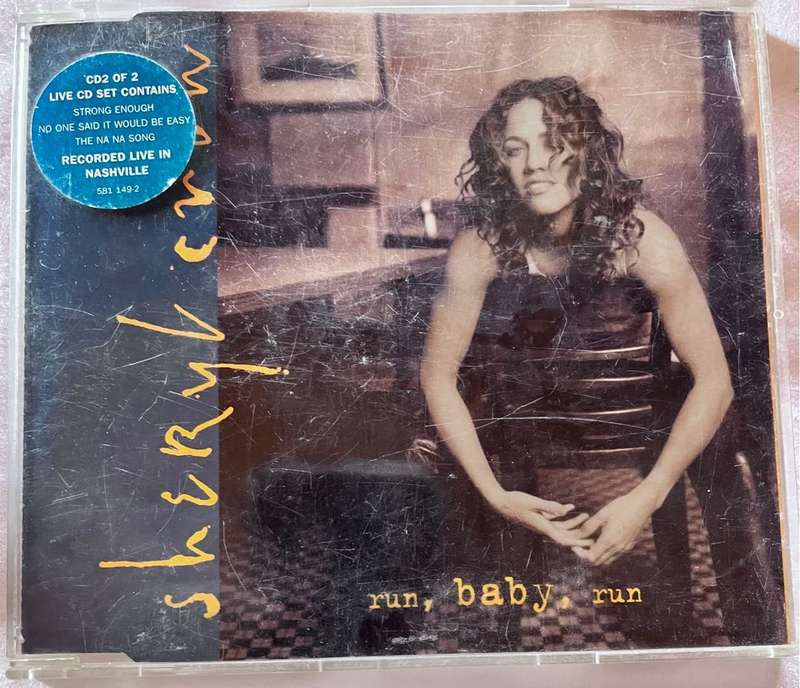 CD2 OF 2
LIVE CD SET CONTAINS
STRONG ENOUGH
NO ONE SAID IT WOULD BE EASY
THE NA NA SONG
RECORDED LIVE IN
NASHVILLE
581 149-2
sheryl crow
run, baby, run